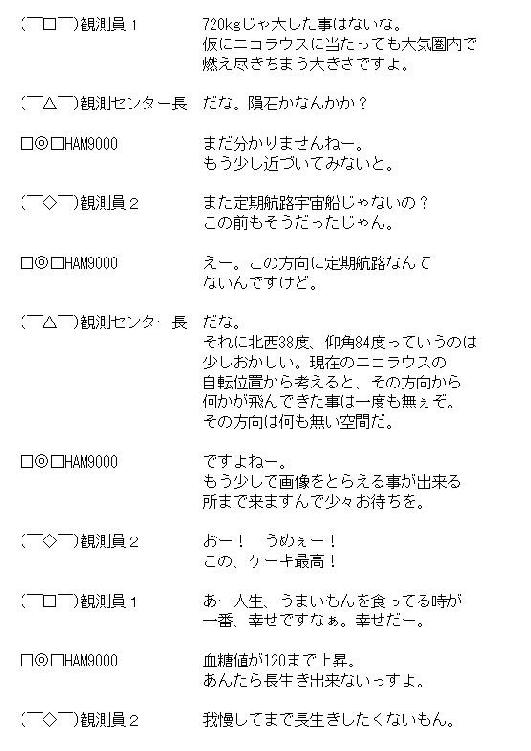 (￣□￣)観測員１　720kgじゃ大した事はないな。
仮にニコラウスに当たっても大気圏内で
燃え尽きちまう大きさですよ。
(￣△￣)観測センター長　だな。隕石かなんかか？
□◎□HAM9000　まだ分かりませんねー。
もう少し近づいてみないと。
(￣◇￣)観測員２　また定期航路宇宙船じゃないの？
この前もそうだったじゃん。
□◎□HAM9000　えー。この方向に定期航路なんて
ないんですけど。
(￣△￣)観測センター長　だな。
それに北西38度、仰角84度っていうのは
少しおかしい。現在のニコラウスの
自転位置から考えると、その方向から
何かが飛んできた事は一度も無ぇぞ。
その方向は何も無い空間だ。
□◎□HAM9000　ですよねー。
もう少しで画像をとらえる事が出来る
所まで来ますんで少々お待ちを。
(￣◇￣)観測員２　おー！　うめぇー！
この、ケーキ最高！
(￣□￣)観測員１　あー人生、うまいもんを食ってる時が
一番、幸せですなぁ。幸せだー。
□◎□HAM9000　血糖値が120まで上昇。
あんたら長生き出来ないっすよ。
(￣◇￣)観測員２　我慢してまで長生きしたくないもん。